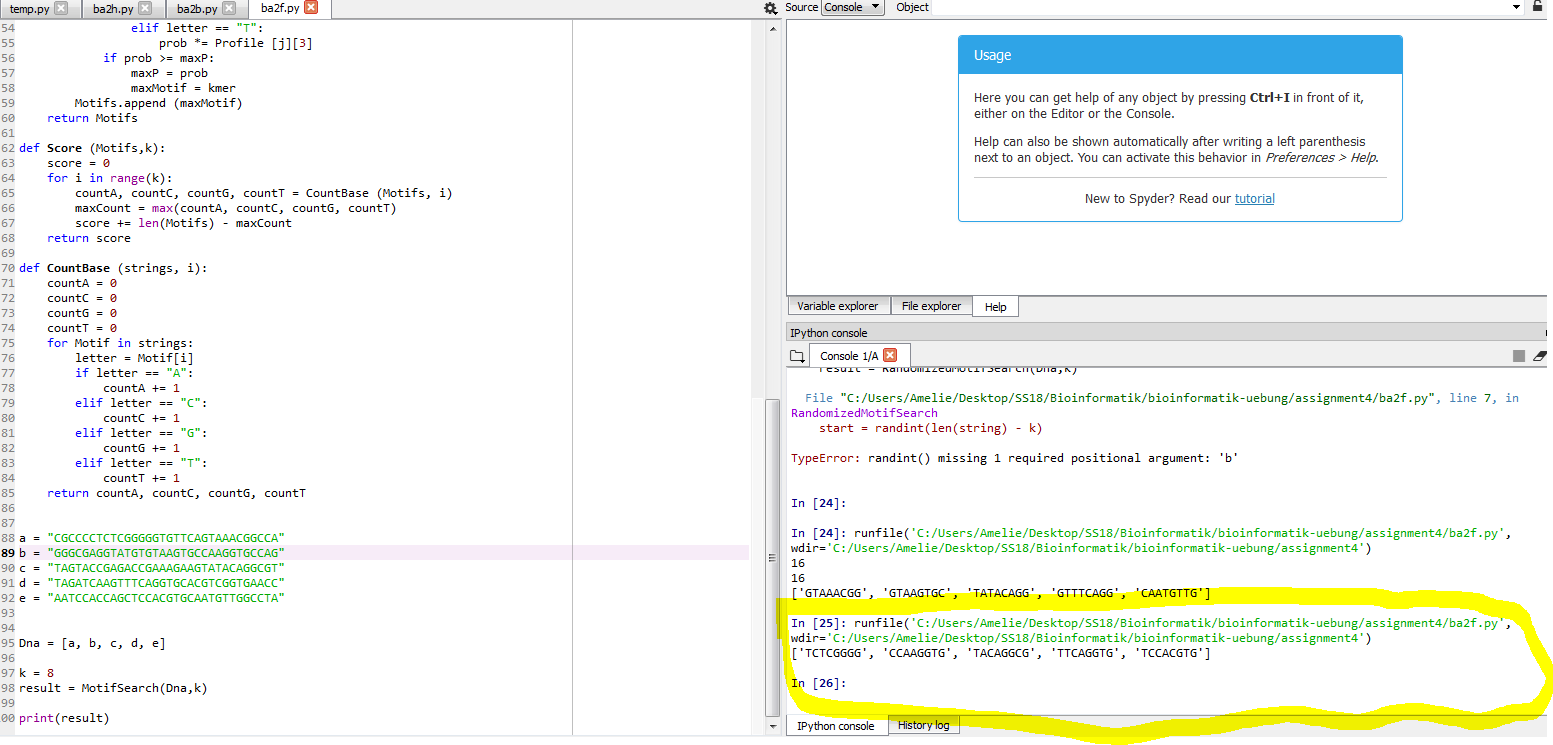 temp.py ba2h.py ba2b.py ba2f.py
54 elif letter == "T":
55 prob *= Profile [j][3]
56 if prob >= maxP:
57 maxP = prob
58 maxMotif = kmer
59 Motifs.append (maxMotif)
60 return Motifs
61
62 def Score (Motifs,k):
63 score = 0
64 for i in range(k):
65 countA, countC, countG, countT = CountBase (Motifs, i)
66 maxCount = max(countA, countC, countG, countT)
67 score += len(Motifs) - maxCount
68 return score
69
70 def CountBase (strings, i):
71 countA = 0
72 countC = 0
73 countG = 0
74 countT = 0
75 for Motif in strings:
76 letter = Motif[i]
77 if letter == "A":
78 countA += 1
79 elif letter == "C":
80 countC += 1
81 elif letter == "G":
82 countG += 1
83 elif letter == "T":
84 countT += 1
85 return countA, countC, countG, countT
86
87
88 a = "CGCCCCTCTCGGGGGTGTTCAGTAAACGGCCA"
89 b = "GGGCGAGGTATGTGTAAGTGCCAAGGTGCCAG"
90 c = "TAGTACCGAGACCGAAAGAAGTATACAGGCGT"
91 d = "TAGATCAAGTTTCAGGTGCACGTCGGTGAACC"
92 e = "AATCCACCAGCTCCACGTGCAATGTTGGCCTA"
93
94
95 Dna = [a, b, c, d, e]
96
97 k = 8
98 result = MotifSearch(Dna,k)
99
00 print(result)
Source Console Object
Usage
Here you can get help of any object by pressing Ctrl+I in front of it,
either on the Editor or the Console.
Help can also be shown automatically after writing a left parenthesis
next to an object. You can activate this behavior in Preferences > Help.
New to Spyder? Read our tutorial
Variable explorer File explorer Help
IPython console
Console 1/A
result = RandomizedMotifSearch(Dna,k)
File "C:/Users/Amelie/Desktop/SS18/Bioinformatik/bioinformatik-uebung/assignment4/ba2f.py", line 7, in
RandomizedMotifSearch
start = randint(len(string) - k)
TypeError: randint() missing 1 required positional argument: 'b'
In [24]:
In [24]: runfile('C:/Users/Amelie/Desktop/SS18/Bioinformatik/bioinformatik-uebung/assignment4/ba2f.py',
wdir='C:/Users/Amelie/Desktop/SS18/Bioinformatik/bioinformatik-uebung/assignment4')
16
16
['GTAAACGG', 'GTAAGTGC', 'TATACAGG', 'GTTTCAGG', 'CAATGTTG']
In [25]: runfile('C:/Users/Amelie/Desktop/SS18/Bioinformatik/bioinformatik-uebung/assignment4/ba2f.py',
wdir='C:/Users/Amelie/Desktop/SS18/Bioinformatik/bioinformatik-uebung/assignment4')
['TCTCGGGG', 'CCAAGGTG', 'TACAGGCG', 'TTCAGGTG', 'TCCACGTG']
In [26]:
IPython console History log